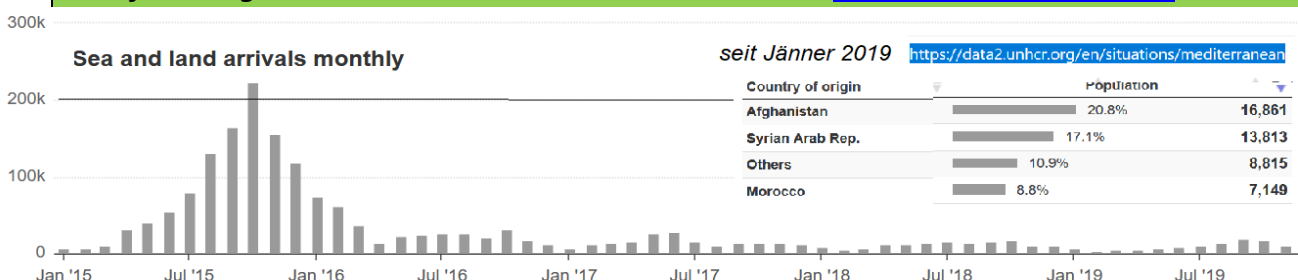 300k
Sea and land arrivals monthly
seit Jänner 2019 https://data2.unhcr.org/en/situations/mediterranean
Country of origin Population
200k
Afghanistan 20.8% 16,861
Syrian Arab Rep. 17.1% 13,813
Others 10.9% 8,815
100k
Morocco 8.8% 7,149
0
Jan '15 Jul '15 Jan '16 Jul '16 Jan '17 Jul '17 Jan '18 Jul '18 Jan '19 Jul '19